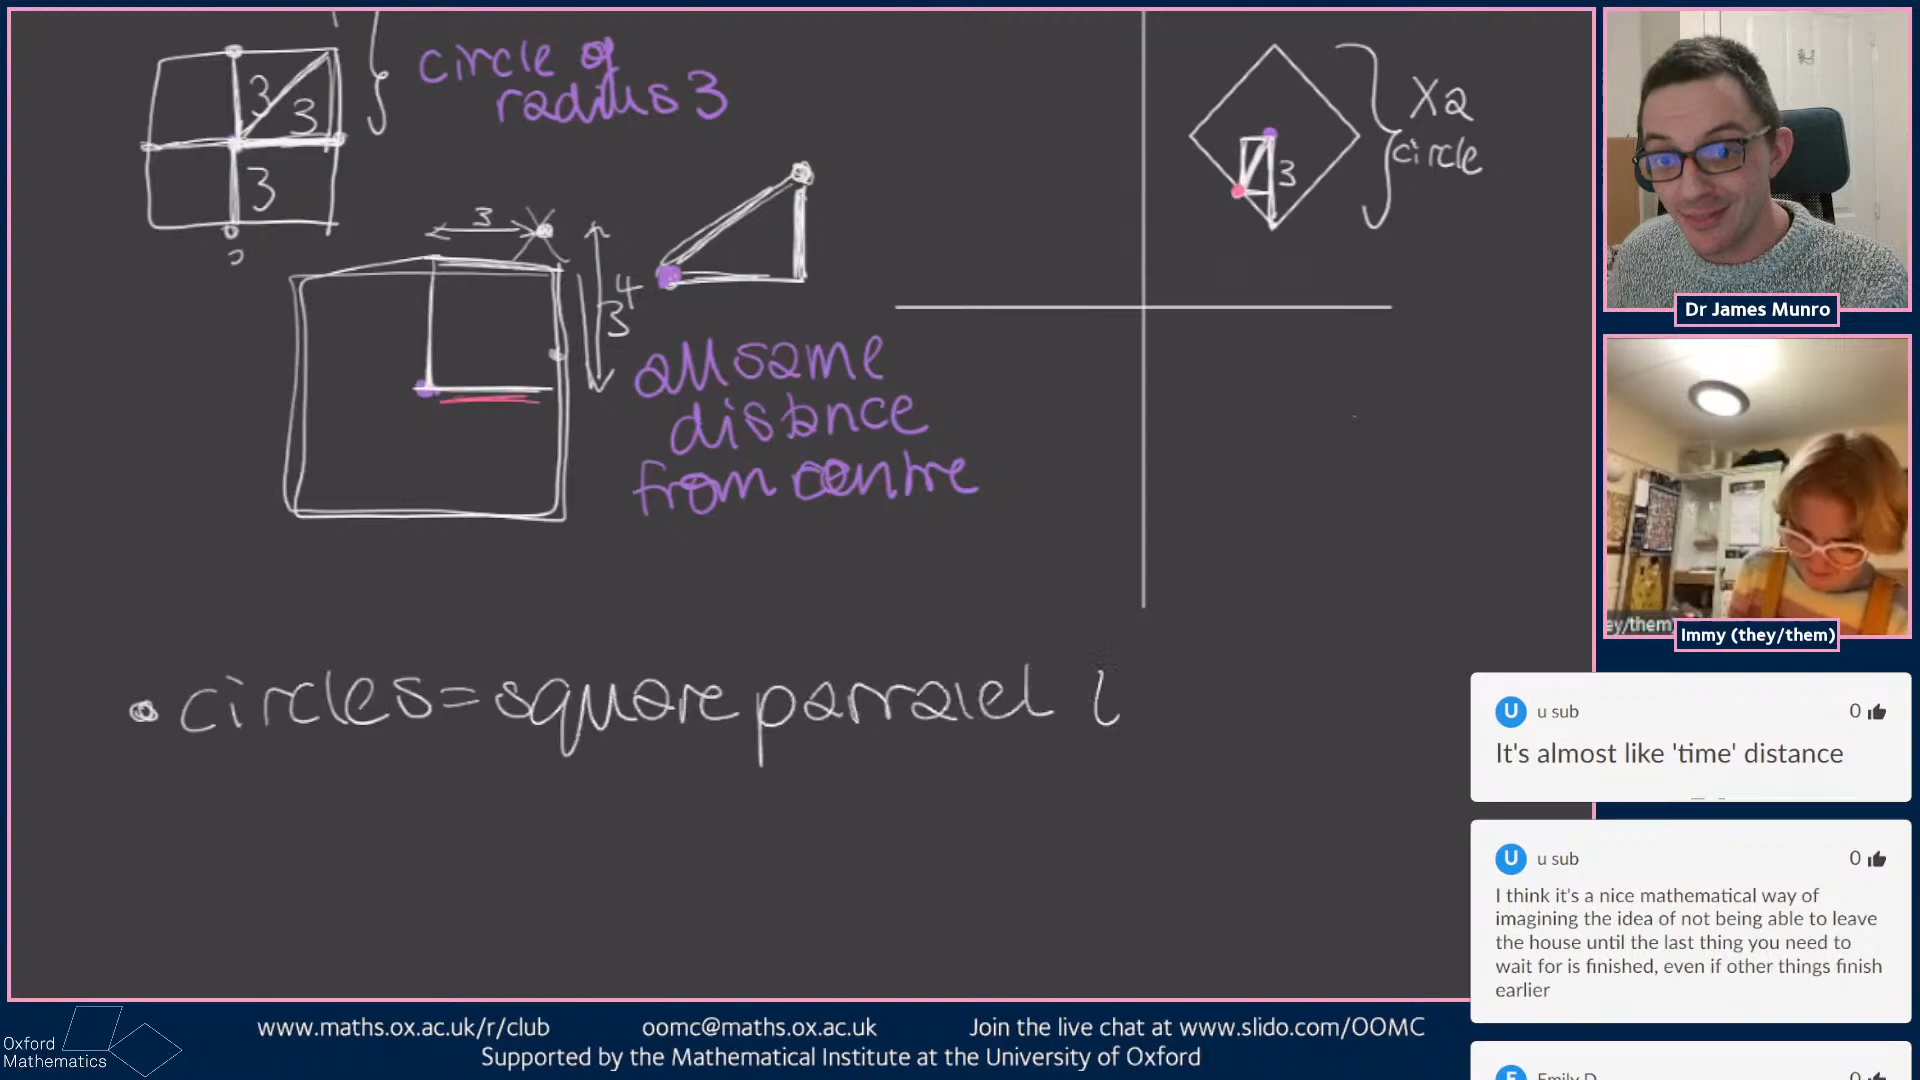 circle of
radius 3
3
3
3
3
4
3
all same
distance
from centre
3
X2
circle
circles = square parralel l
Dr James Munro
ey/them)
Immy (they/them)
U u sub 0
It's almost like 'time' distance
U u sub 0
I think it's a nice mathematical way of
imagining the idea of not being able to leave
the house until the last thing you need to
wait for is finished, even if other things finish
earlier
Oxford
Mathematics
www.maths.ox.ac.uk/r/club oomc@maths.ox.ac.uk Join the live chat at www.slido.com/OOMC
Supported by the Mathematical Institute at the University of Oxford